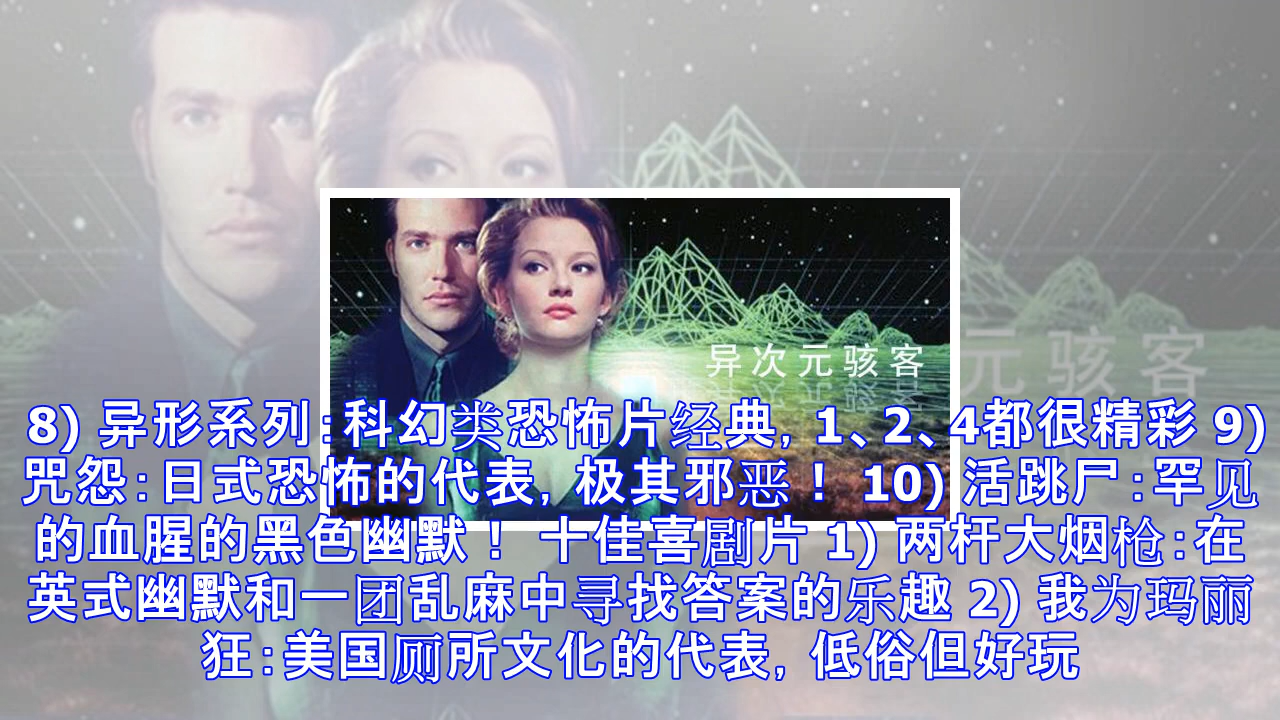 异次元骇客
元骇客
8) 异形系列：科幻类恐怖片经典，1、2、4都很精彩 9)
咒怨：日式恐怖的代表，极其邪恶！ 10) 活跳尸：罕见
的血腥的黑色幽默！ 十佳喜剧片 1) 两杆大烟枪：在
英式幽默和一团乱麻中寻找答案的乐趣 2) 我为玛丽
狂：美国厕所文化的代表，低俗但好玩